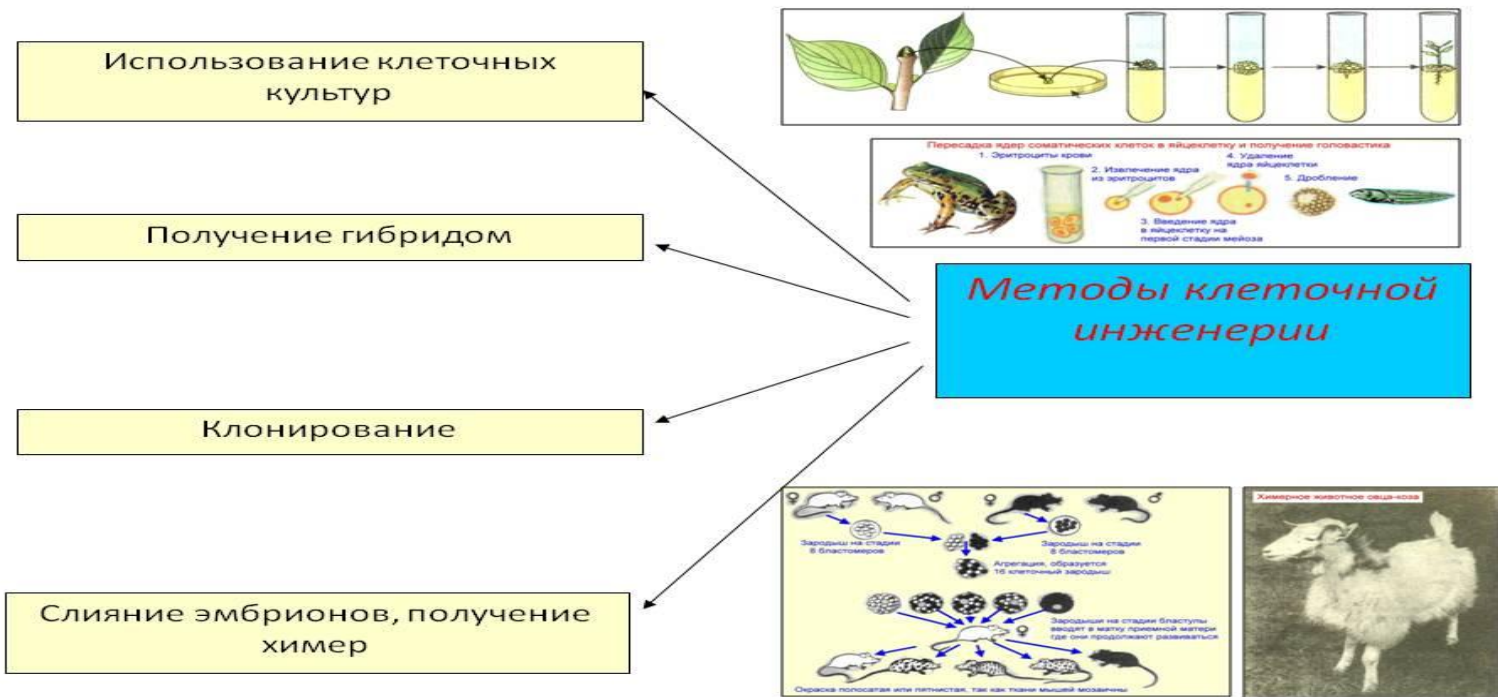 Использование клеточных
культур
Получение гибридом
Клонирование
Слияние эмбрионов, получение
химер
Методы клеточной
инженерии
Пересадка ядер соматических клеток в яйцеклетку и получение головастика
1. Эритроциты крови
2. Извлечение ядра
из эритроцитов
3. Введение ядра
в яйцеклетку на
первой стадии мейоза
4. Удаление
ядра яйцеклетки
5. Дробление
♀
♂
♀
♂
Зародыш на стадии
8 бластомеров
Зародыш на стадии
8 бластомеров
Агрегация, образуется
16 клеточный зародыш
Зародыши на стадии бластулы
вводят в матку приемной матери
где они продолжают развиваться
♀
Окраска полосатая или пятнистая, так как ткани мышей мозаичны
Химерное животное овца-коза